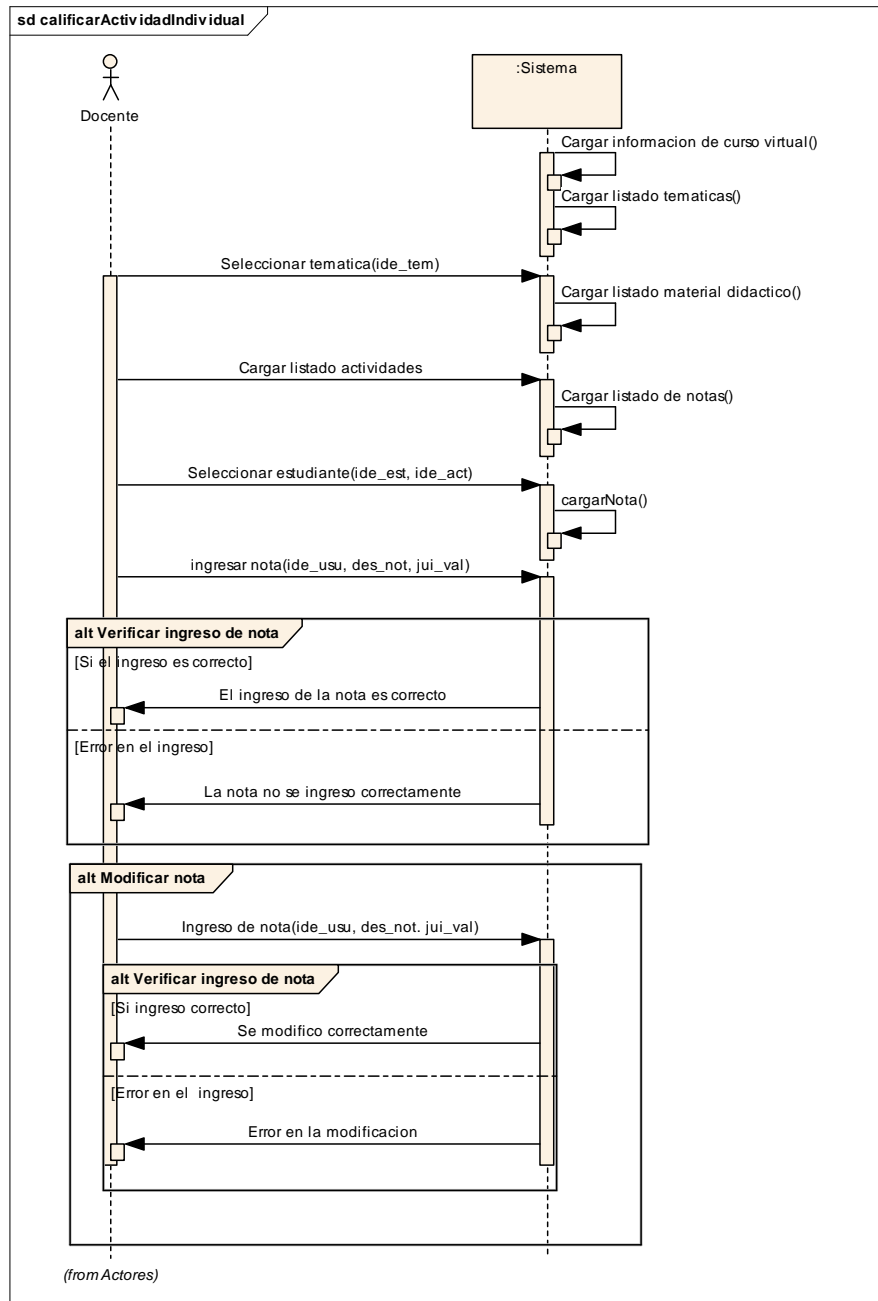 sd calificarActividadIndividual
Docente
:Sistema
Cargar informacion de curso virtual()
Cargar listado tematicas()
Seleccionar tematica(ide_tem)
Cargar listado material didactico()
Cargar listado actividades
Cargar listado de notas()
Seleccionar estudiante(ide_est, ide_act)
cargarNota()
ingresar nota(ide_usu, des_not, jui_val)
alt Verificar ingreso de nota
[Si el ingreso es correcto]
El ingreso de la nota es correcto
[Error en el ingreso]
La nota no se ingreso correctamente
alt Modificar nota
Ingreso de nota(ide_usu, des_not. jui_val)
alt Verificar ingreso de nota
[Si ingreso correcto]
Se modifico correctamente
[Error en el ingreso]
Error en la modificacion
(from Actores)